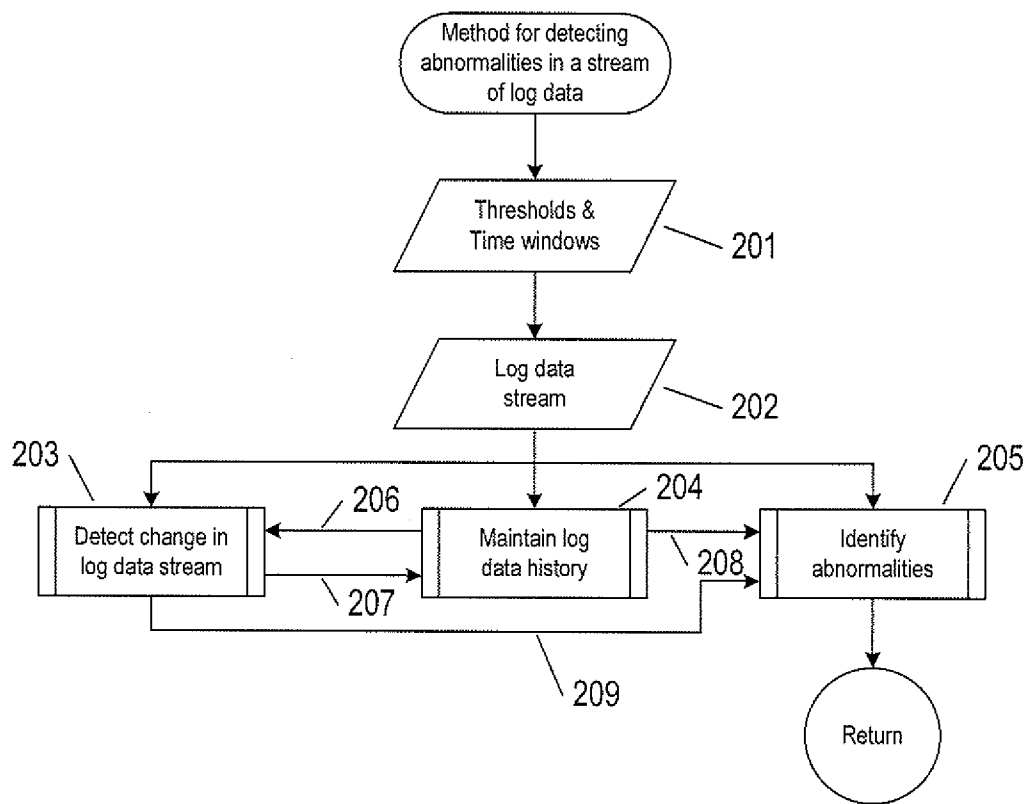 Method for detecting
abnormalities in a stream
of log data
Thresholds &
Time windows
201
Log data
stream
202
203
Detect change in
log data stream
206
207
204
Maintain log
data history
208
205
Identify
abnormalities
209
Return